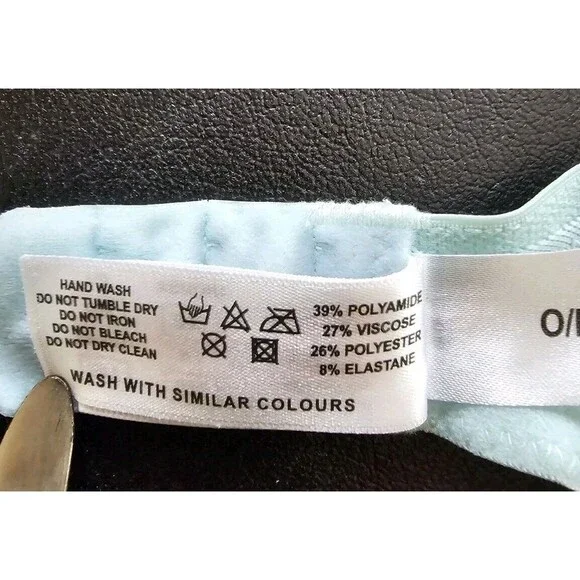 HAND WASH
DO NOT TUMBLE DRY
DO NOT IRON
DO NOT BLEACH
DO NOT DRY CLEAN
39% POLYAMIDE
27% VISCOSE
26% POLYESTER
8% ELASTANE
WASH WITH SIMILAR COLOURS